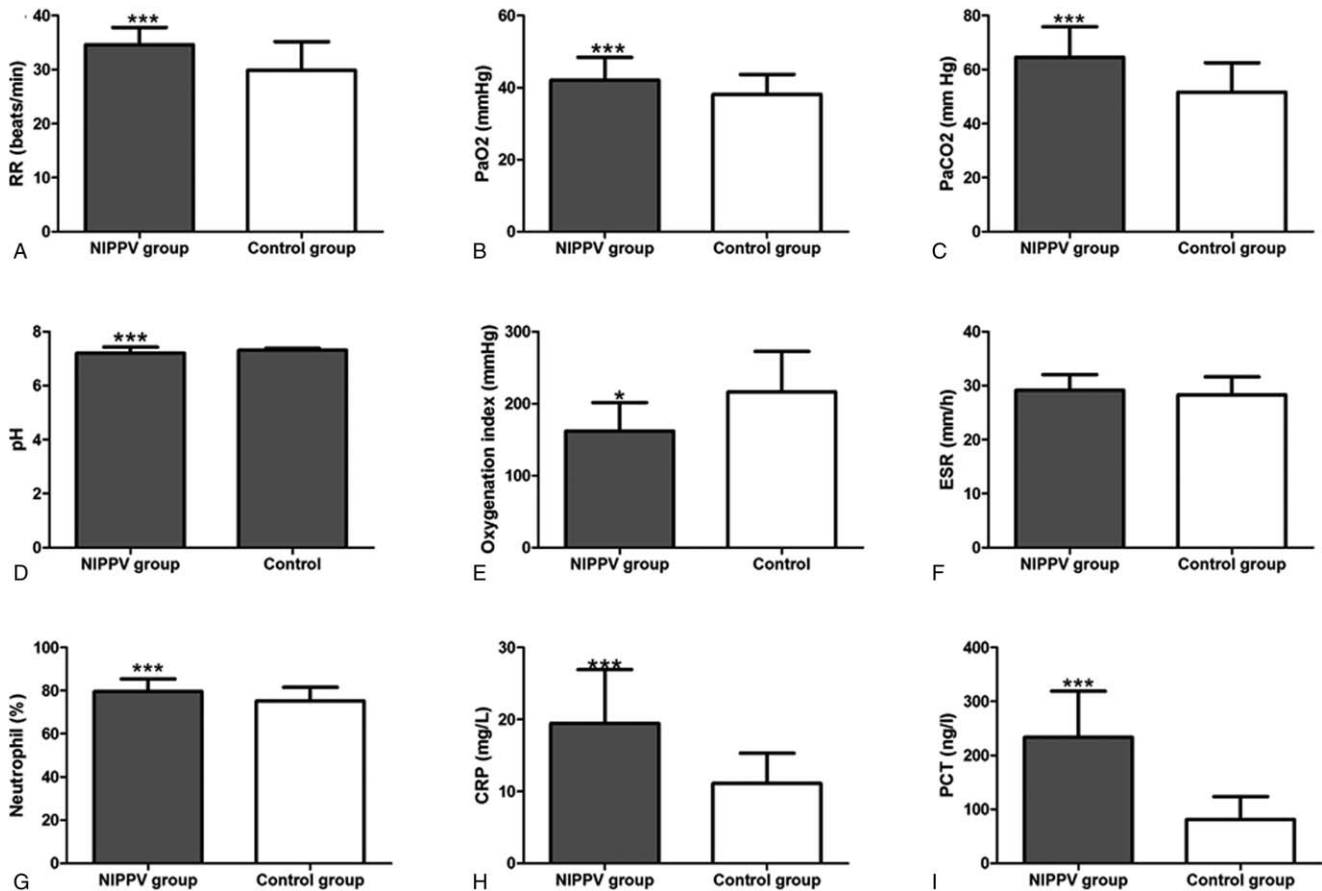 40
30
20
10
0
RR (beats/min)
***
NIPPV group
Control group
A
60
40
20
0
PaO2 (mmHg)
***
NIPPV group
Control group
B
80
60
40
20
0
PaCO2 (mm Hg)
***
NIPPV group
Control group
C
8
6
4
2
0
pH
***
NIPPV group
Control
D
300
200
100
0
Oxygenation index (mmHg)
*
NIPPV group
Control
E
40
30
20
10
0
ESR (mm/h)
NIPPV group
Control group
F
100
80
60
40
20
0
Neutrophil (%)
***
NIPPV group
Control group
G
30
20
10
0
CRP (mg/L)
***
NIPPV group
Control group
H
400
300
200
100
0
PCT (ng/l)
***
NIPPV group
Control group
I